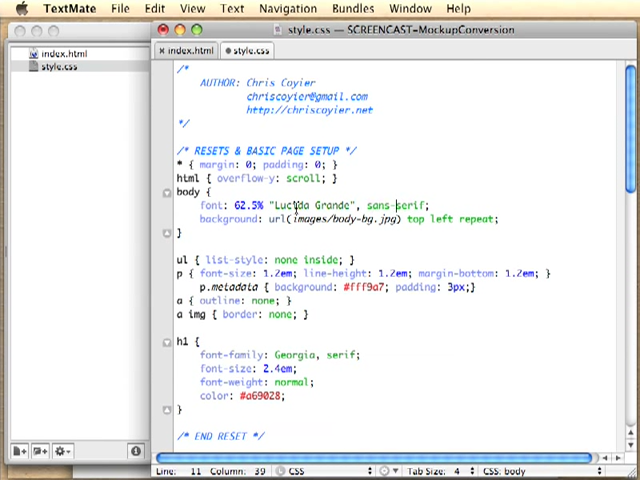 TextMate File Edit View Text Navigation Bundles Window Help
style.css — SCREENCAST-MockupConversion
index.html
style.css
index.html style.css
/*
AUTHOR: Chris Coyier
chriscoyier@gmail.com
http://chriscoyier.net
*/
/* RESETS & BASIC PAGE SETUP */
* { margin: 0; padding: 0; }
html { overflow-y: scroll; }
body {
font: 62.5% "Lucida Grande", sans-serif;
background: url(images/body-bg.jpg) top left repeat;
}
ul { list-style: none inside; }
p { font-size: 1.2em; line-height: 1.2em; margin-bottom: 1.2em; }
p.metadata { background: #fff9a7; padding: 3px;}
a { outline: none; }
a img { border: none; }
h1 {
font-family: Georgia, serif;
font-size: 2.4em;
font-weight: normal;
color: #a69028;
}
/* END RESET */
Line: 11 Column: 39 CSS Tab Size: 4 CSS: body